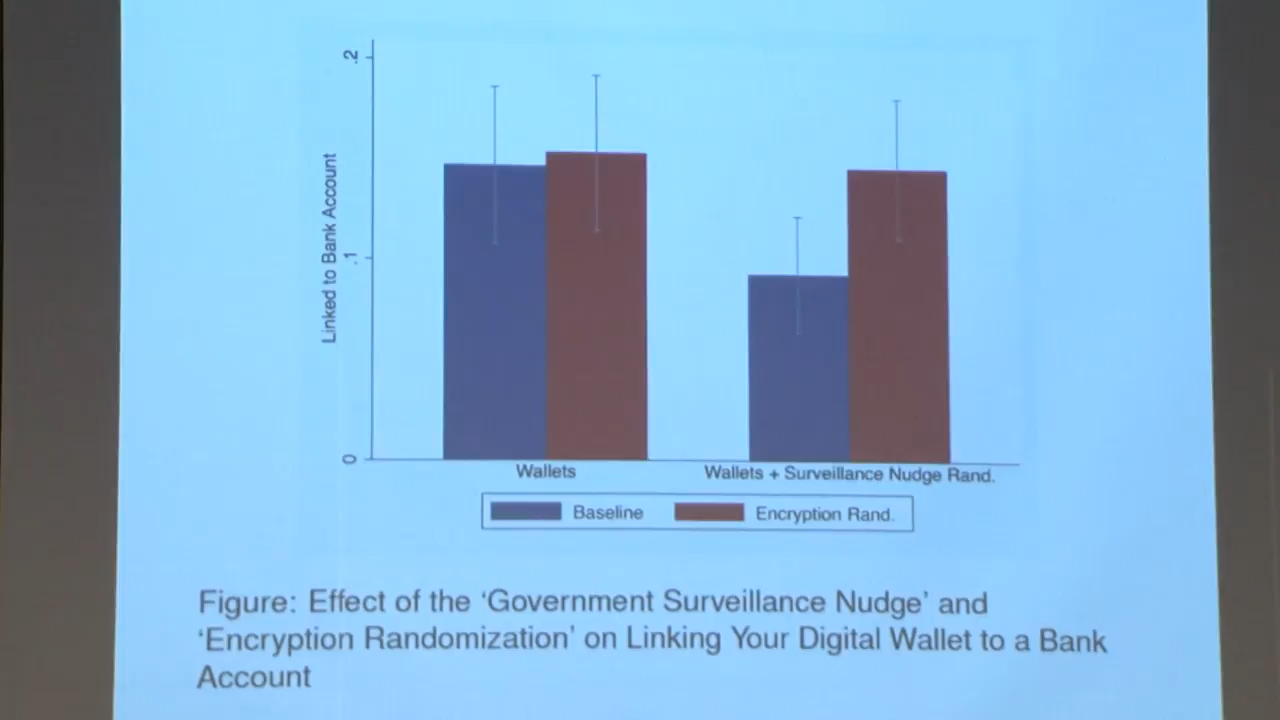 .2
.1
0
Linked to Bank Account
Wallets
Wallets + Surveillance Nudge Rand.
Baseline
Encryption Rand.
Figure: Effect of the ‘Government Surveillance Nudge’ and
‘Encryption Randomization’ on Linking Your Digital Wallet to a Bank
Account